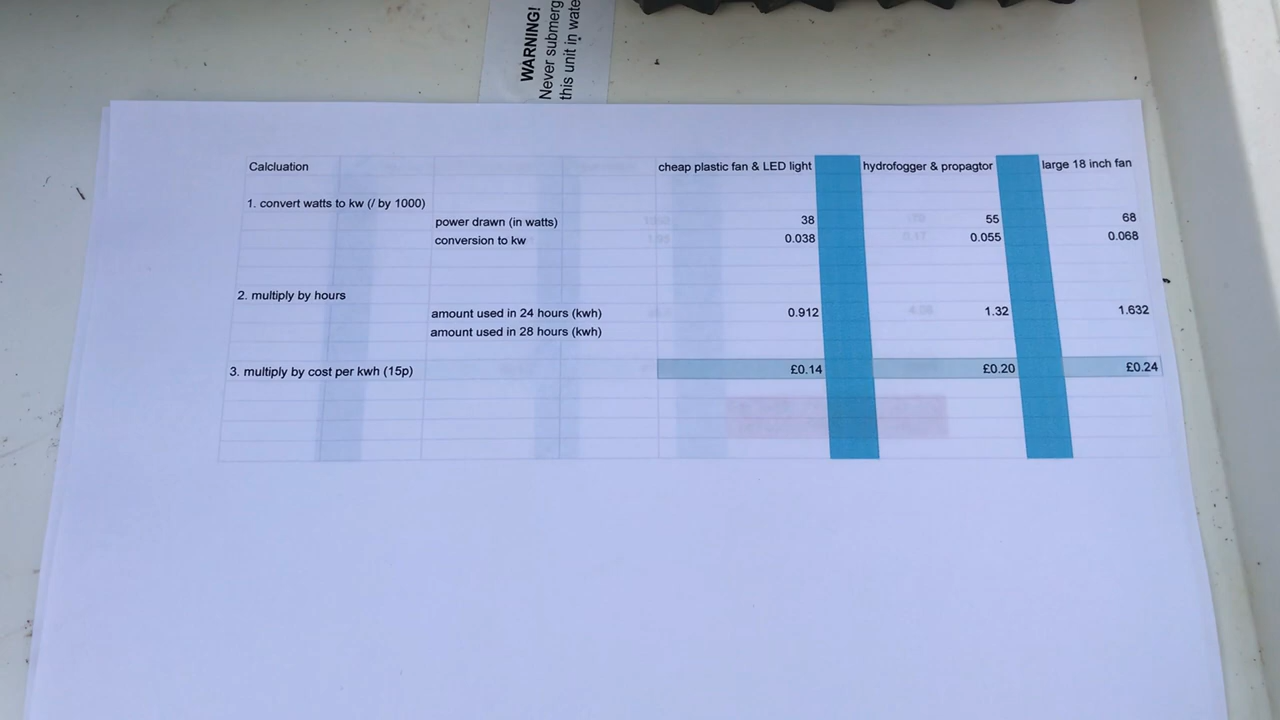 WARNING!
Never submerg
this unit in wate
Calcluation cheap plastic fan & LED light hydrofogger & propagtor large 18 inch fan
1. convert watts to kw (/ by 1000)
power drawn (in watts) 38 55 68
conversion to kw 0.038 0.055 0.068
2. multiply by hours
amount used in 24 hours (kwh) 0.912 1.32 1.632
amount used in 28 hours (kwh)
3. multiply by cost per kwh (15p) £0.14 £0.20 £0.24